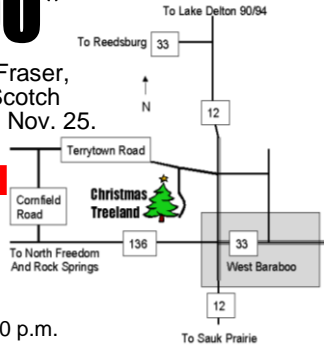 To Lake Delton 90/94
To Reedsburg
33
Fraser,
Scotch
Nov. 25.
N
12
Terrytown Road
Christmas
Treeland
Cornfield
Road
136
33
To North Freedom
And Rock Springs
West Baraboo
12
0 p.m.
To Sauk Prairie